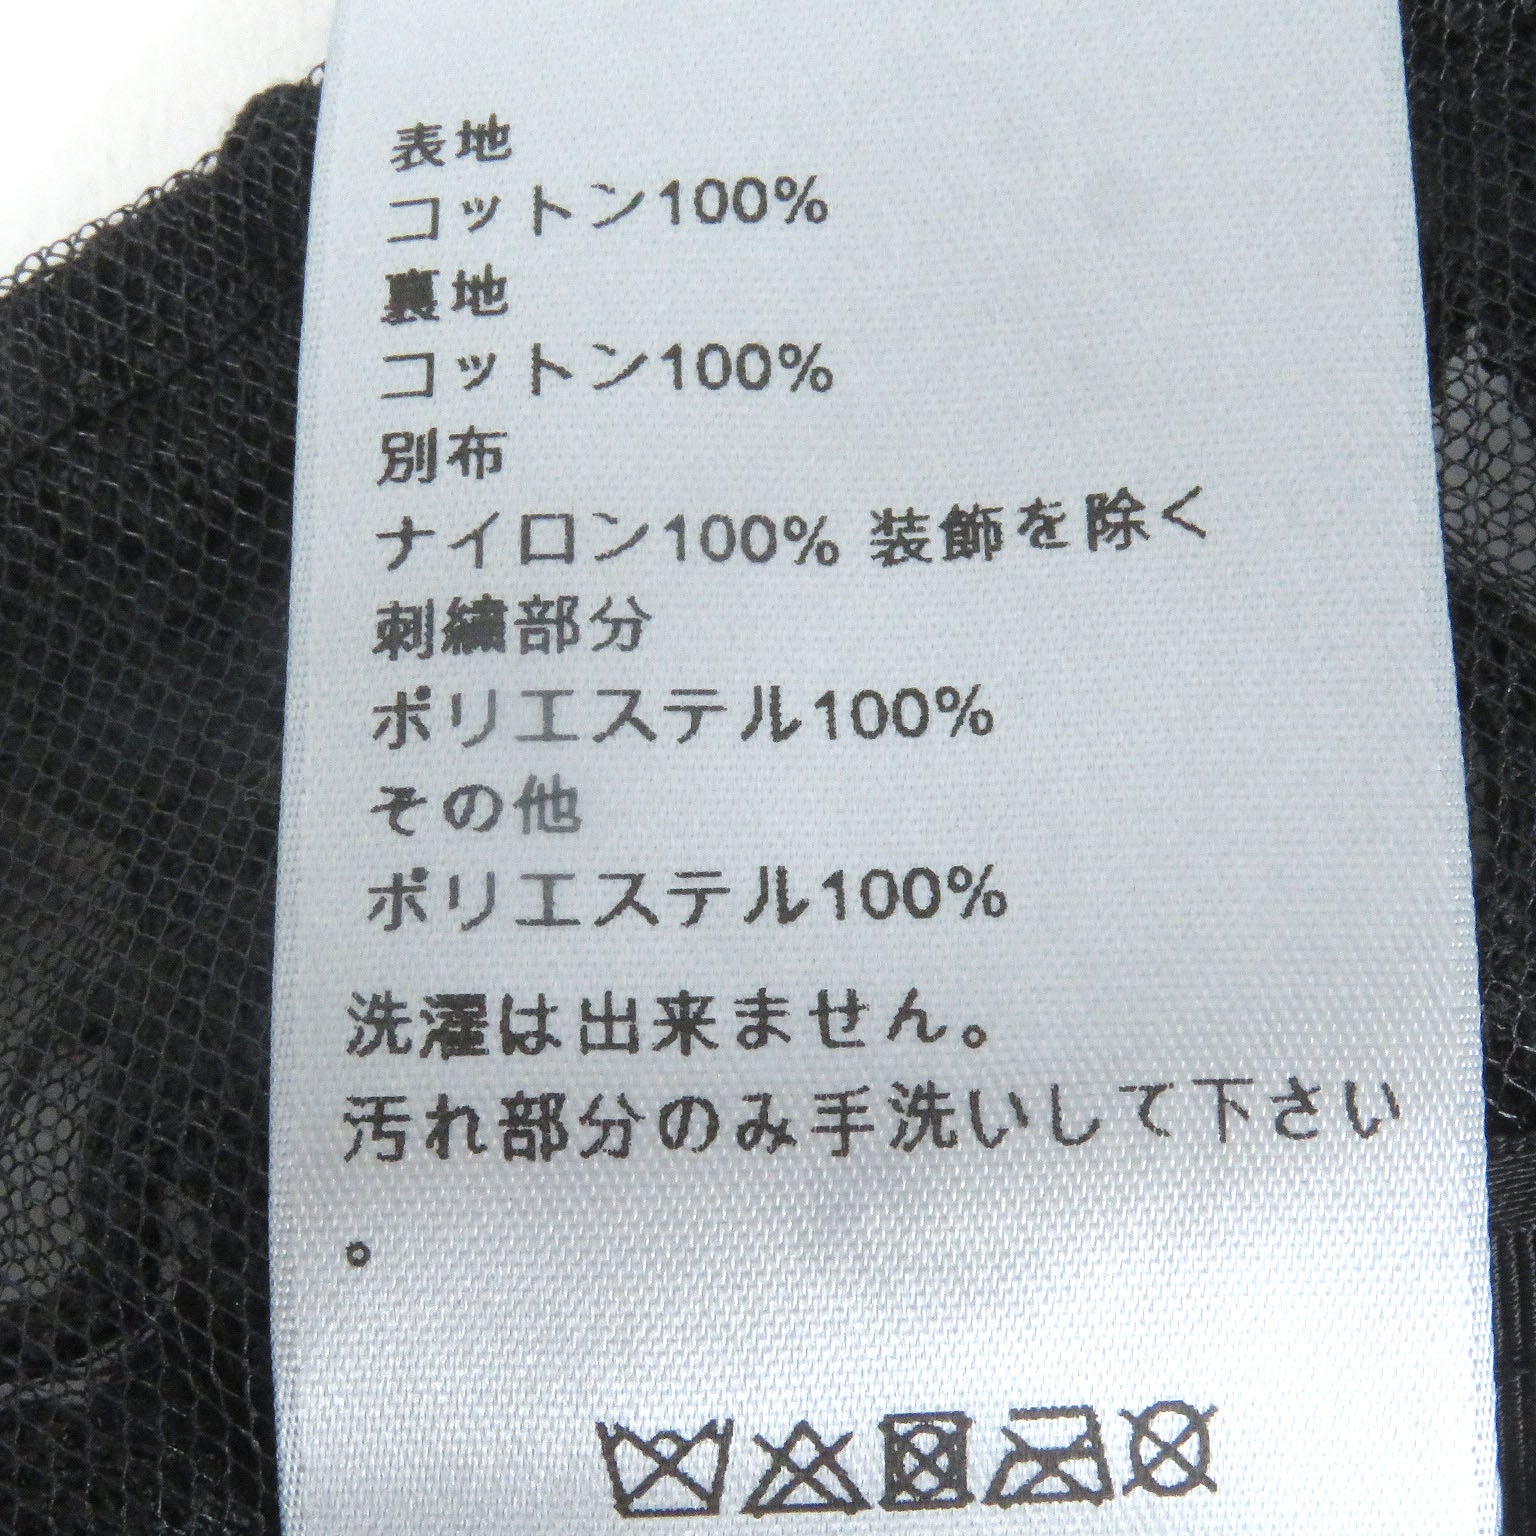 表地
コットン100%
裏地
コットン100%
別布
ナイロン100% 装飾を除く
刺繍部分
ポリエステル100%
その他
ポリエステル100%
洗濯は出来ません。
汚れ部分のみ手洗いして下さい
。